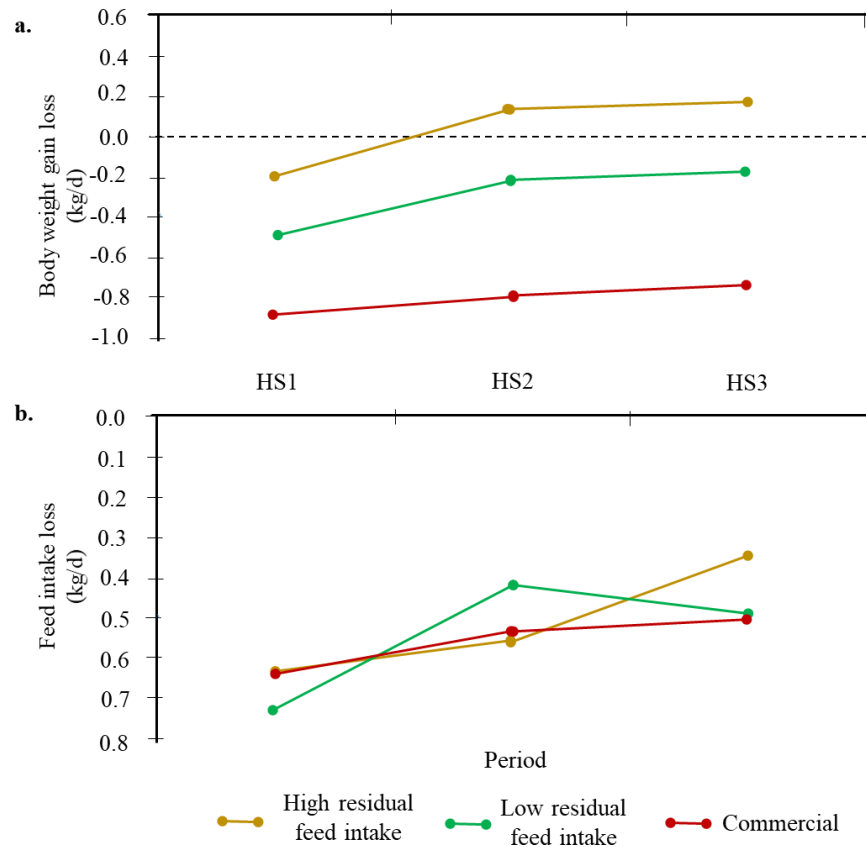 a.
Body weight gain loss
(kg/d)
0.6
0.4
0.2
0.0
-0.2
-0.4
-0.6
-0.8
-1.0
HS1 HS2 HS3
b.
Feed intake loss
(kg/d)
0.0
0.1
0.2
0.3
0.4
0.5
0.6
0.7
0.8
Period
High residual
feed intake
Low residual
feed intake
Commercial